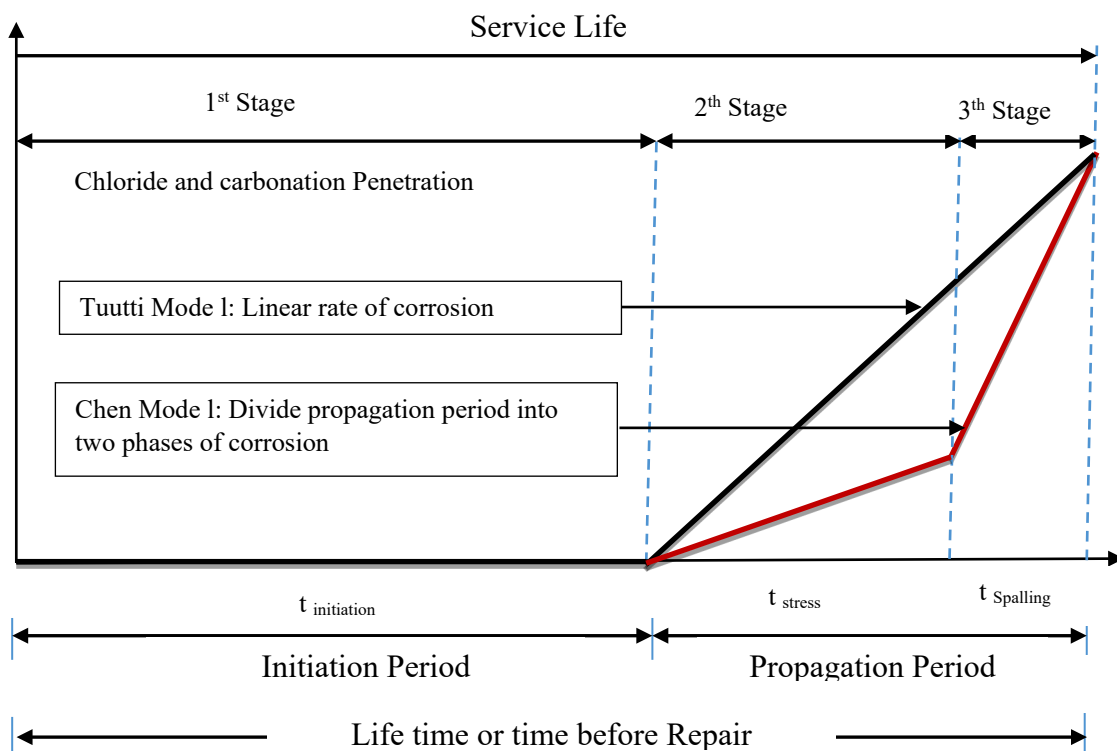 Service Life
1st Stage
2th Stage
3th Stage
Chloride and carbonation Penetration
Tuutti Mode l: Linear rate of corrosion
Chen Mode l: Divide propagation period into
two phases of corrosion
t initiation
t stress
t Spalling
Initiation Period
Propagation Period
Life time or time before Repair